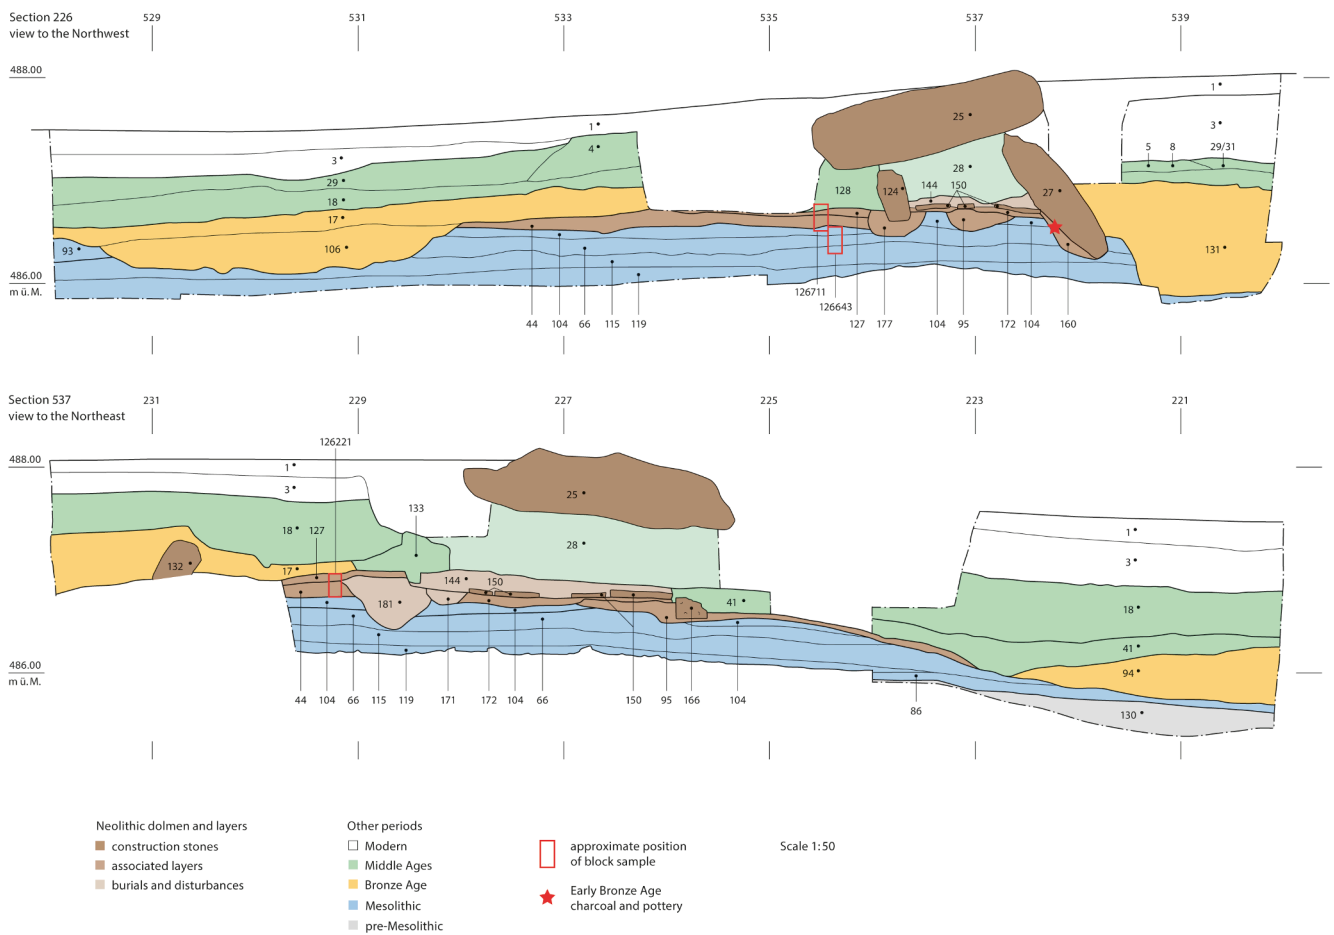 Section 226
view to the Northwest
529 531 533 535 537 539
488.00
1 25 1
3 4 3
5 8 29/31
29 28
18 128 124 144 150 27
17
93 106 131
486.00
m ü. M.
126711
126643
44 104 66 115 119 127 177 104 95 172 104 160
Section 537
view to the Northeast
231 229 227 225 223 221
126221
488.00
1
3 25
133 1
18 127 28 3
132 17 144 150
181 41 18
41
486.00
m ü. M.
94
44 104 66 115 119 171 172 104 66 150 95 166 104
86 130
Neolithic dolmen and layers
construction stones
associated layers
burials and disturbances
Other periods
Modern
Middle Ages
Bronze Age
Mesolithic
pre-Mesolithic
approximate position
of block sample
Early Bronze Age
charcoal and pottery
Scale 1:50